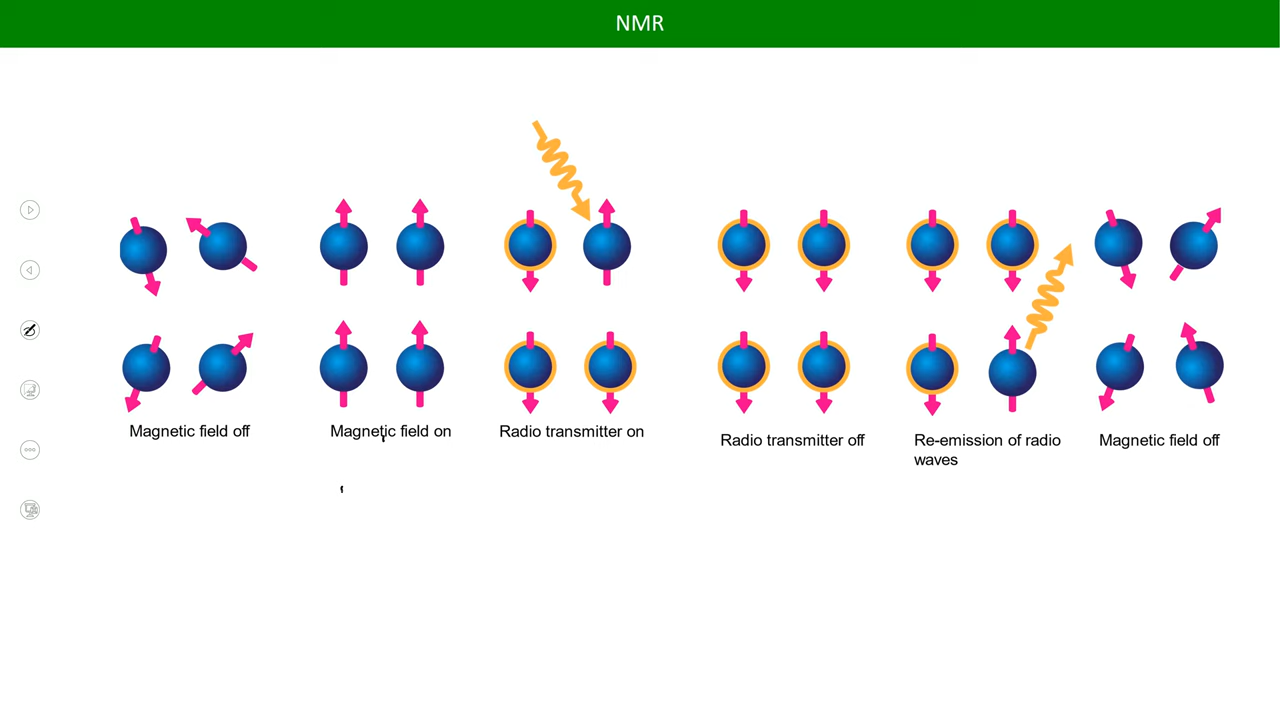 NMR
Magnetic field off
Magnetic field on
Radio transmitter on
Radio transmitter off
Re-emission of radio
waves
Magnetic field off